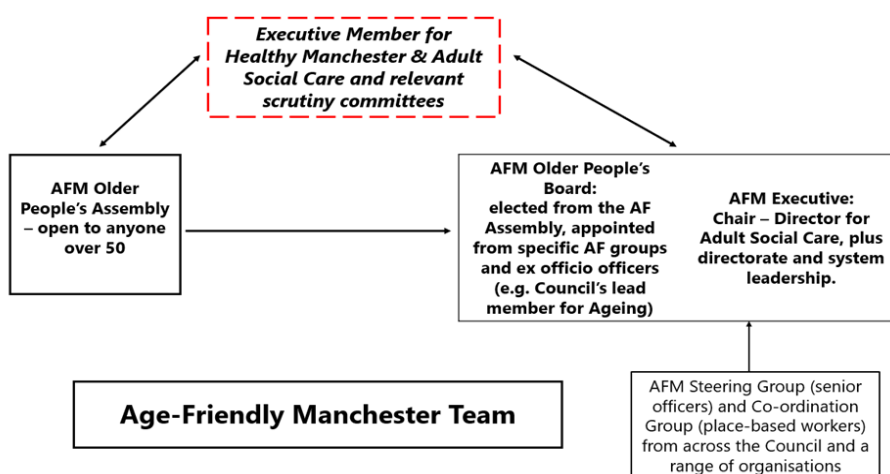 Executive Member for
Healthy Manchester & Adult
Social Care and relevant
scrutiny committees
AFM Older
People's Assembly
– open to anyone
over 50
AFM Older People's
Board:
elected from the AF
Assembly, appointed
from specific AF groups
and ex officio officers
(e.g. Council's lead
member for Ageing)
AFM Executive:
Chair – Director for
Adult Social Care, plus
directorate and system
leadership.
Age-Friendly Manchester Team
AFM Steering Group (senior
officers) and Co-ordination
Group (place-based workers)
from across the Council and a
range of organisations